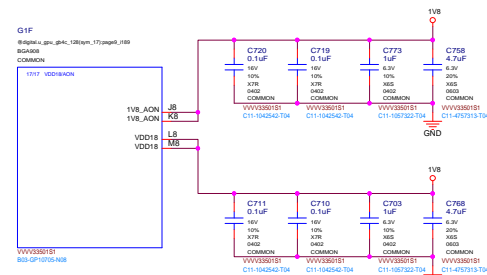 1V8
G1F
@digital.u_gpu_gb4c_128(sym_17):page9_i189
BGA908
COMMON
17/17 VDD18/AON
1V8_AON J8
1V8_AON K8
VDD18 L8
VDD18 M8
VVVV33501S1
B03-GP10705-N08
C720
0.1uF
16V
10%
X7R
0402
COMMON
VVVV33501S1
C11-1042542-T04
C719
0.1uF
16V
10%
X7R
0402
COMMON
VVVV33501S1
C11-1042542-T04
C773
1uF
6.3V
10%
X6S
0402
COMMON
VVVV33501S1
C11-1057322-T04
C758
4.7uF
6.3V
20%
X6S
0603
COMMON
VVVV33501S1
C11-4757313-T04
GND
1V8
C711
0.1uF
16V
10%
X7R
0402
COMMON
VVVV33501S1
C11-1042542-T04
C710
0.1uF
16V
10%
X7R
0402
COMMON
VVVV33501S1
C11-1042542-T04
C703
1uF
6.3V
10%
X6S
0402
COMMON
VVVV33501S1
C11-1057322-T04
C768
4.7uF
6.3V
20%
X6S
0603
COMMON
VVVV33501S1
C11-4757313-T04